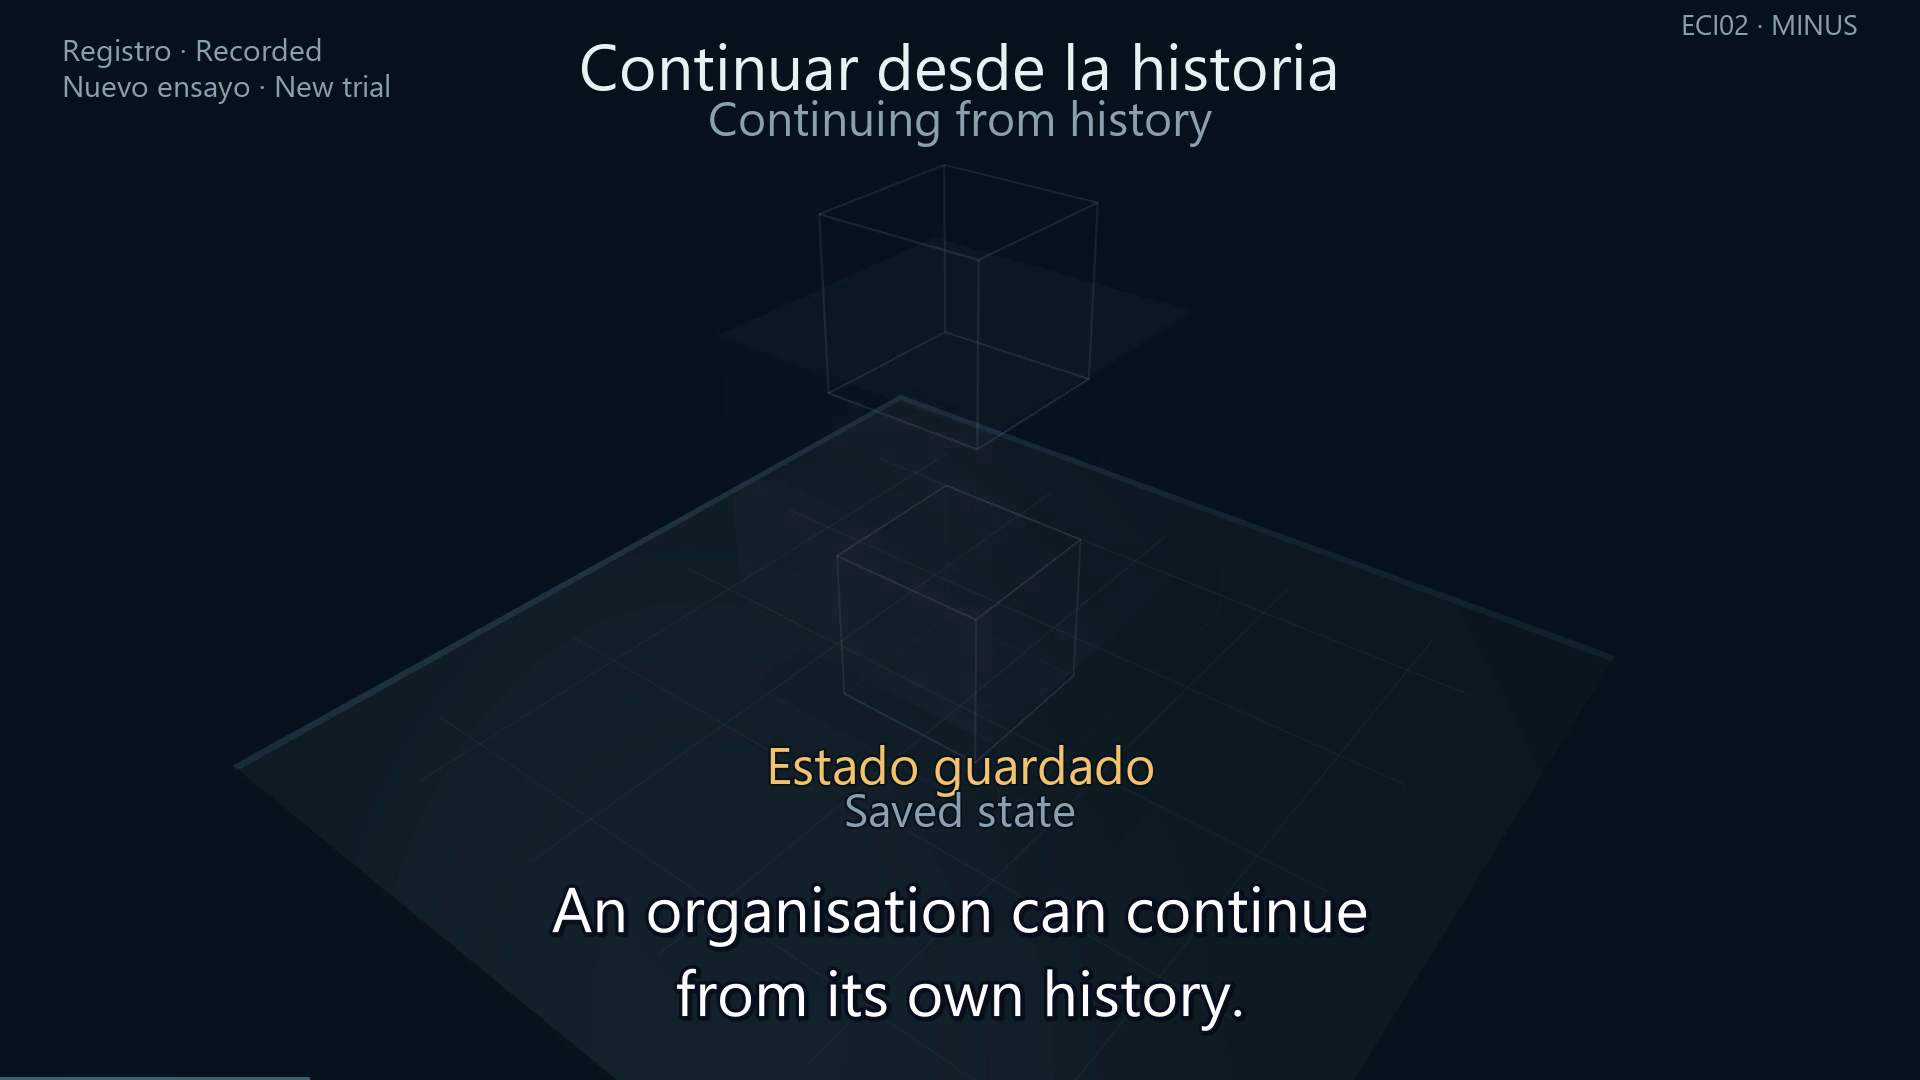 Registro · Recorded
Nuevo ensayo · New trial
Continuar desde la historia
Continuing from history
ECI02 · MINUS
Estado guardado
Saved state
An organisation can continue
from its own history.